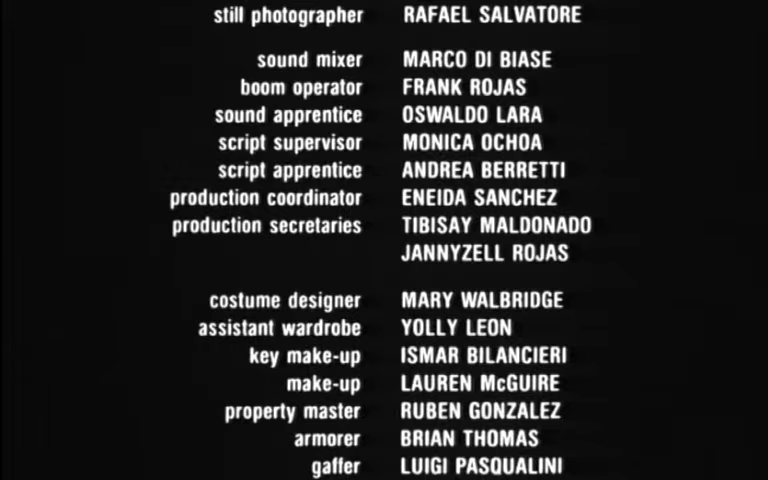 still photographer RAFAEL SALVATORE
sound mixer MARCO DI BIASE
boom operator FRANK ROJAS
sound apprentice OSWALDO LARA
script supervisor MONICA OCHOA
script apprentice ANDREA BERRETTI
production coordinator ENEIDA SANCHEZ
production secretaries TIBISAY MALDONADO
JANNYZELL ROJAS
costume designer MARY WALBRIDGE
assistant wardrobe YOLLY LEON
key make-up ISMAR BILANCIERI
make-up LAUREN McGUIRE
property master RUBEN GONZALEZ
armorer BRIAN THOMAS
gaffer LUIGI PASQUALINI